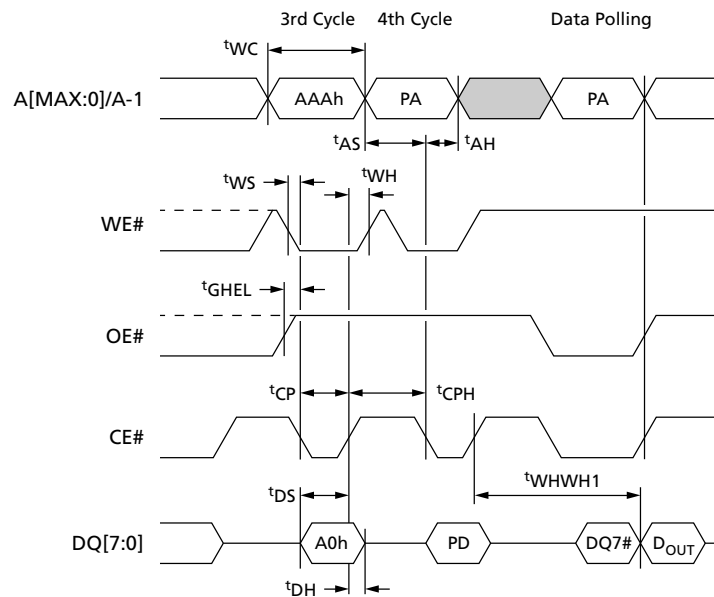 3rd Cycle 4th Cycle Data Polling
tWC
A[MAX:0]/A-1 AAAh PA PA
tAS tAH
tWS tWH
WE#
tGHEL
OE#
tCP tCPH
CE#
tWHWH1
tDS
DQ[7:0] A0h PD DQ7# DOUT
tDH